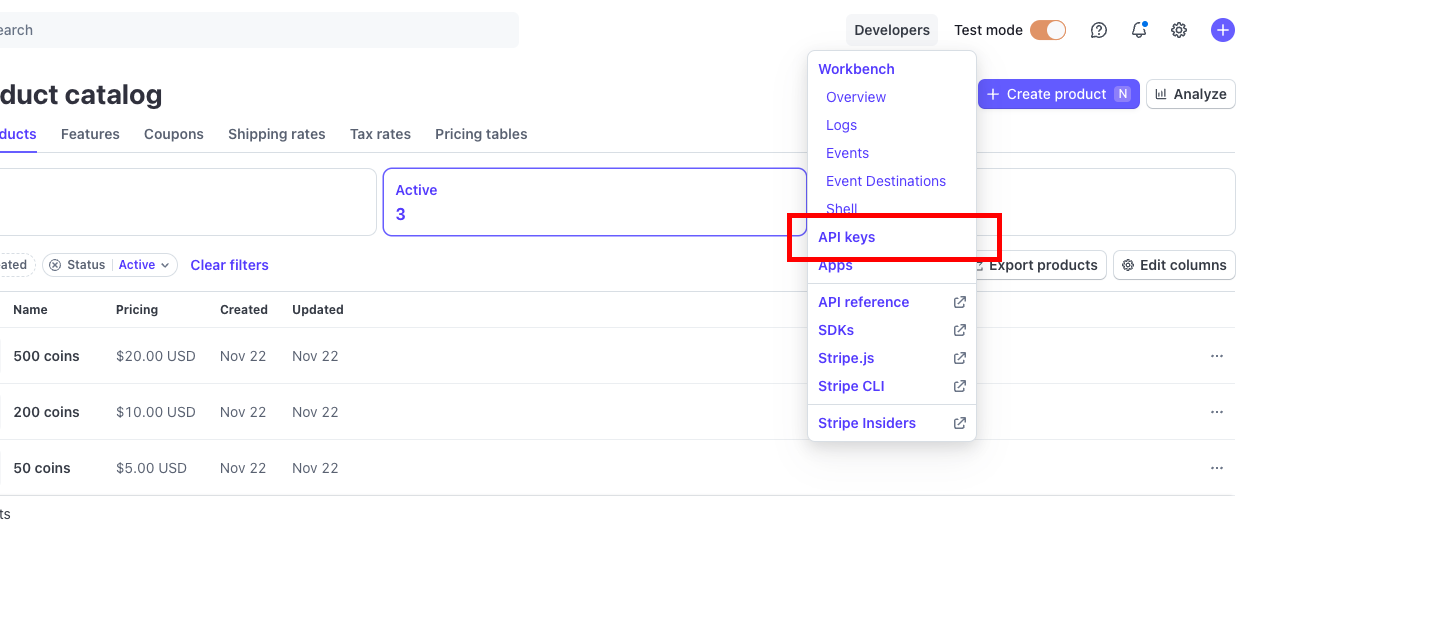 earch
Developers
Test mode
duct catalog
Create product N
Analyze
ducts
Features
Coupons
Shipping rates
Tax rates
Pricing tables
Workbench
Overview
Logs
Events
Event Destinations
Shell
API keys
Apps
API reference
SDKs
Stripe.js
Stripe CLI
Stripe Insiders
Active
3
ated
Status
Active
Clear filters
Export products
Edit columns
Name Pricing Created Updated
500 coins $20.00 USD Nov 22 Nov 22
200 coins $10.00 USD Nov 22 Nov 22
50 coins $5.00 USD Nov 22 Nov 22
ts